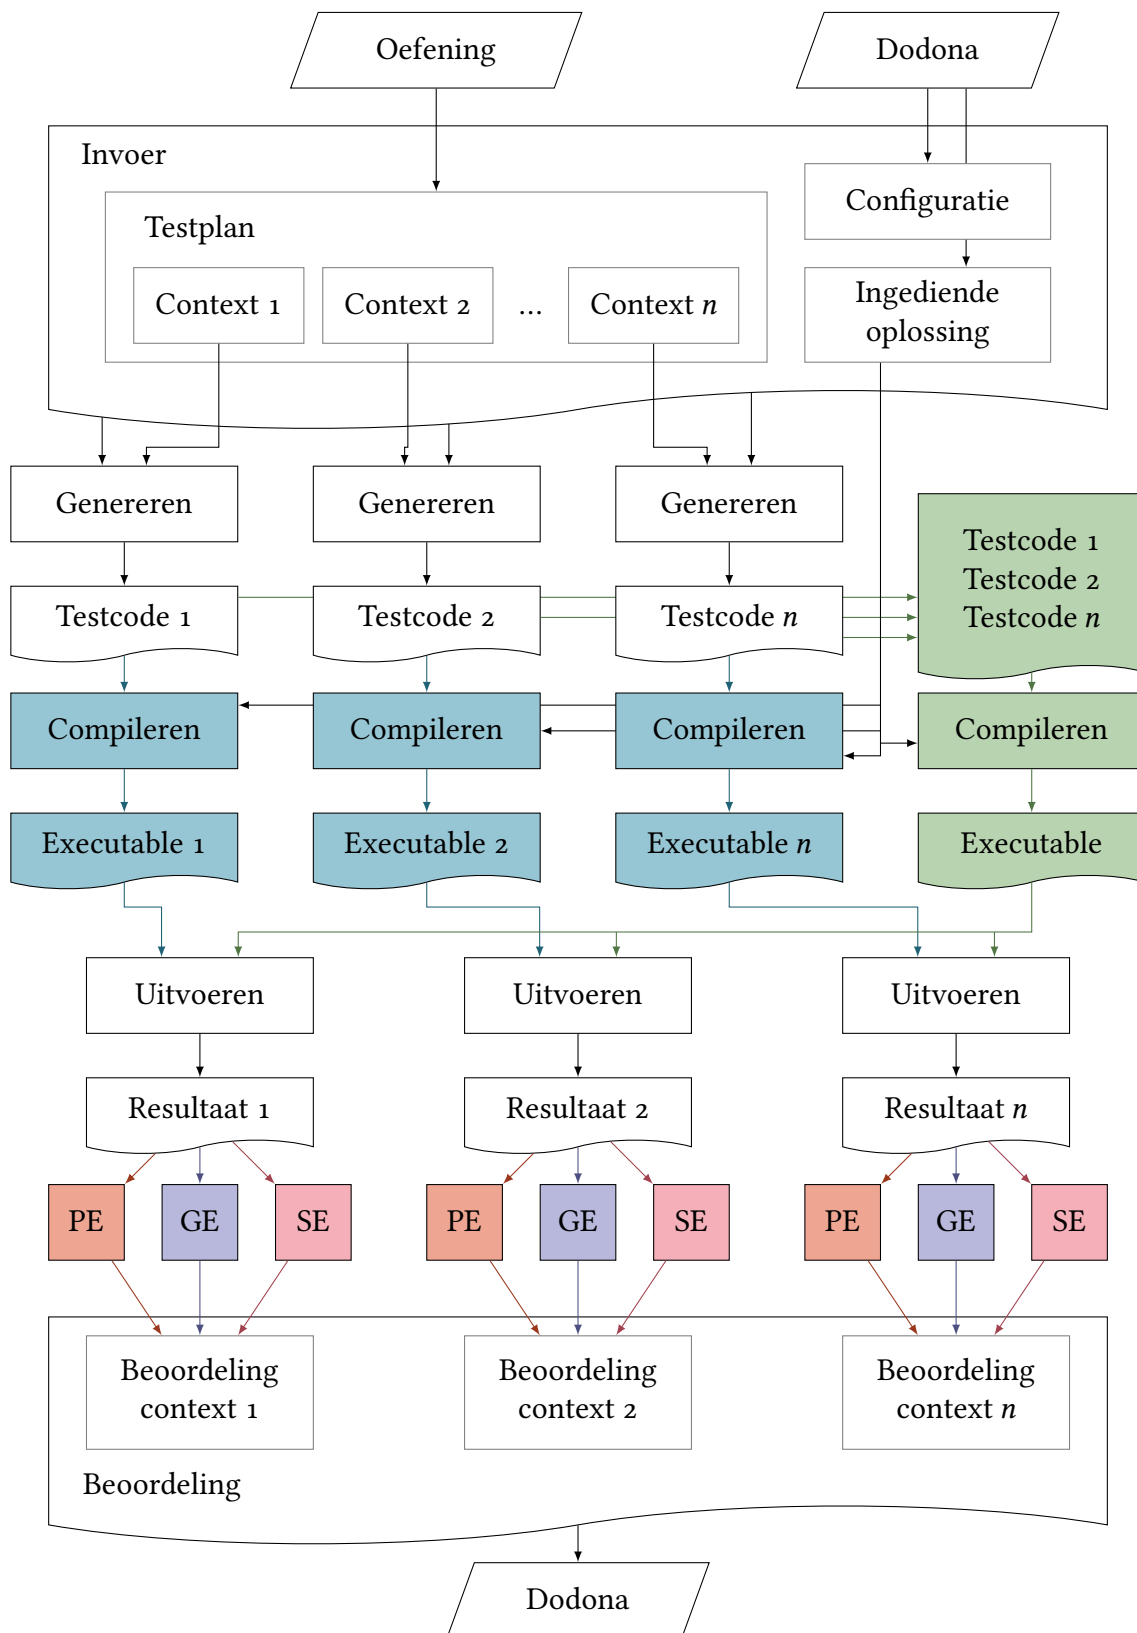 Oefening
Dodona
Invoer
Testplan
Configuratie
Context 1
Context 2
...
Context n
Ingediende
oplossing
Genereren
Genereren
Genereren
Testcode 1
Testcode 2
Testcode n
Testcode 1
Testcode 2
Testcode n
Compileren
Compileren
Compileren
Compileren
Executable 1
Executable 2
Executable n
Executable
Uitvoeren
Uitvoeren
Uitvoeren
Resultaat 1
Resultaat 2
Resultaat n
PE
GE
SE
PE
GE
SE
PE
GE
SE
Beoordeling
context 1
Beoordeling
context 2
Beoordeling
context n
Beoordeling
Dodona